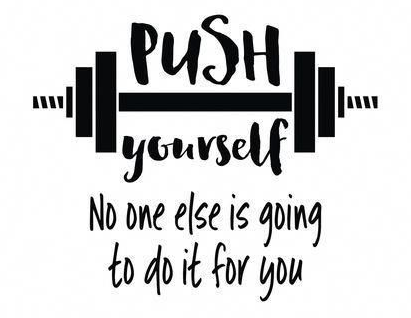 PUSH
yourself
No one else is going
to do it for you